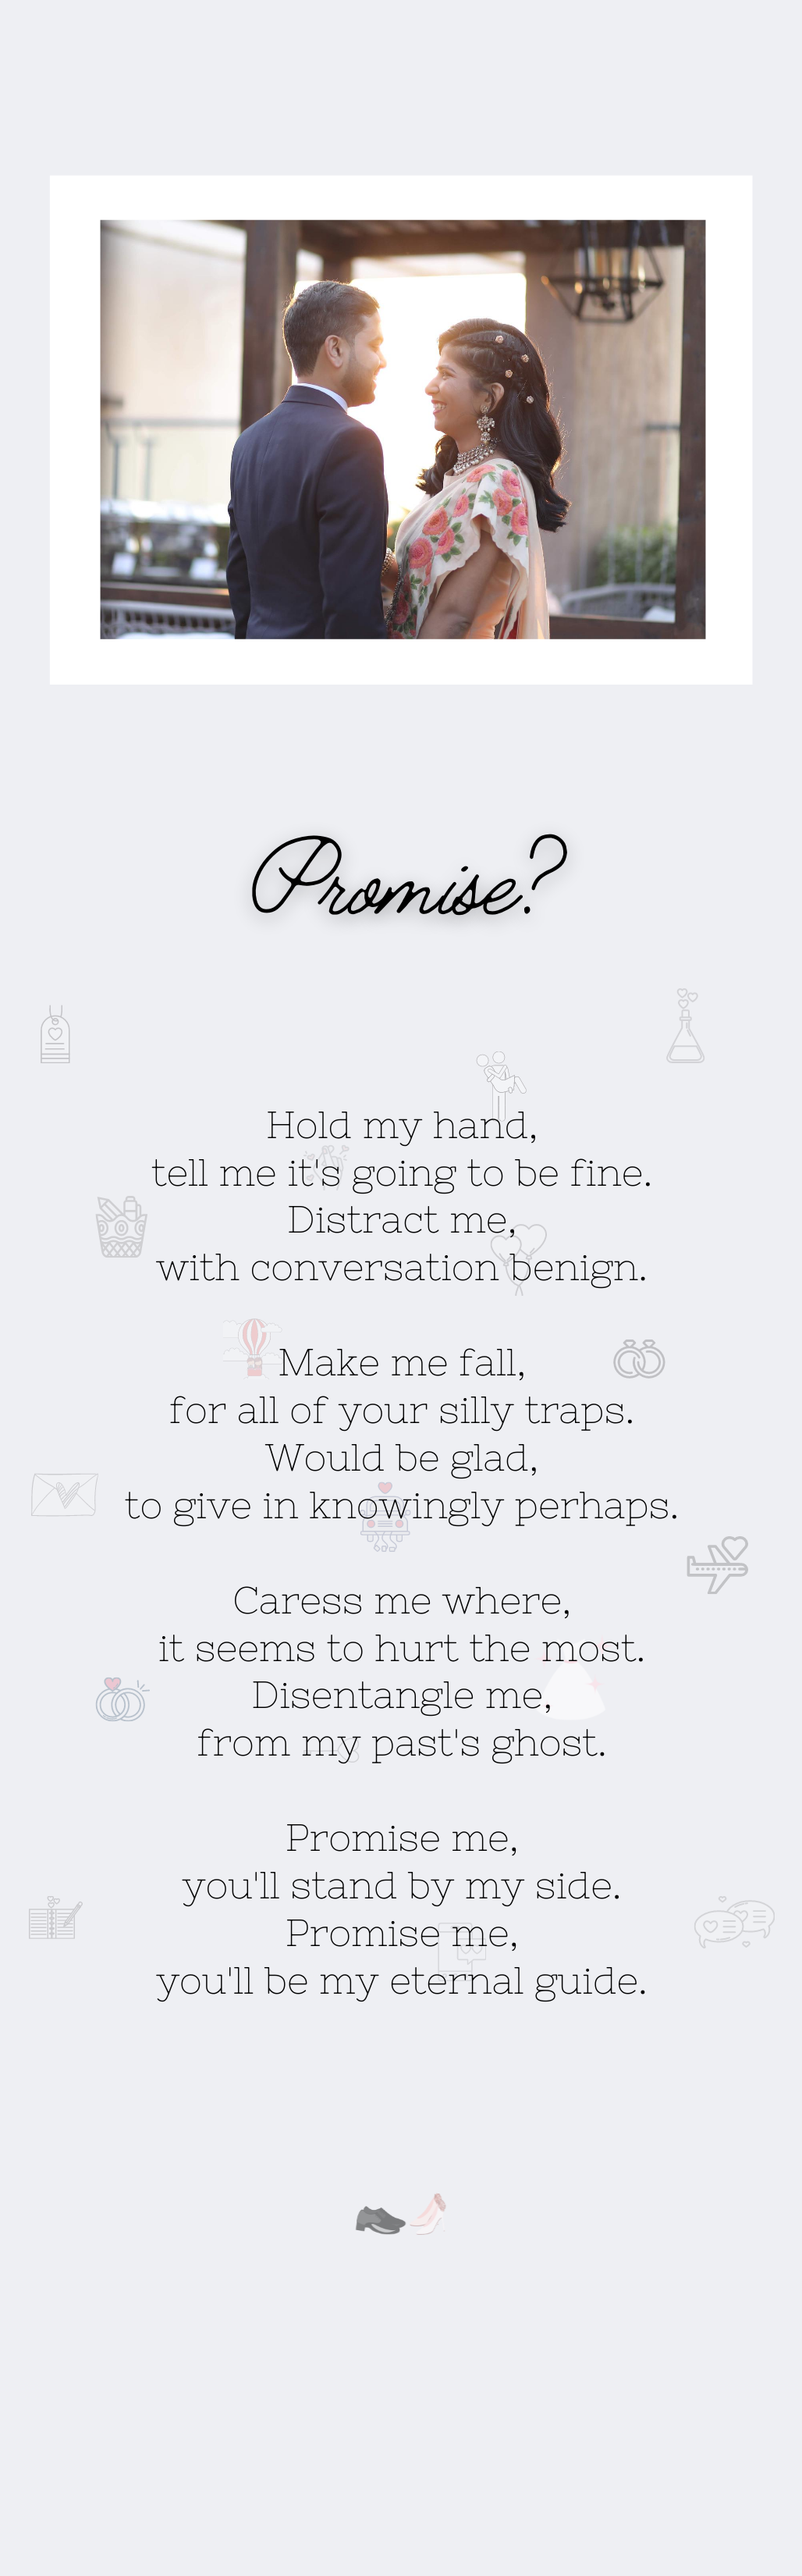 Promise?
Hold my hand,
tell me it's going to be fine.
Distract me,
with conversation benign.
Make me fall,
for all of your silly traps.
Would be glad,
to give in knowingly perhaps.
Caress me where,
it seems to hurt the most.
Disentangle me,
from my past's ghost.
Promise me,
you'll stand by my side.
Promise me,
you'll be my eternal guide.